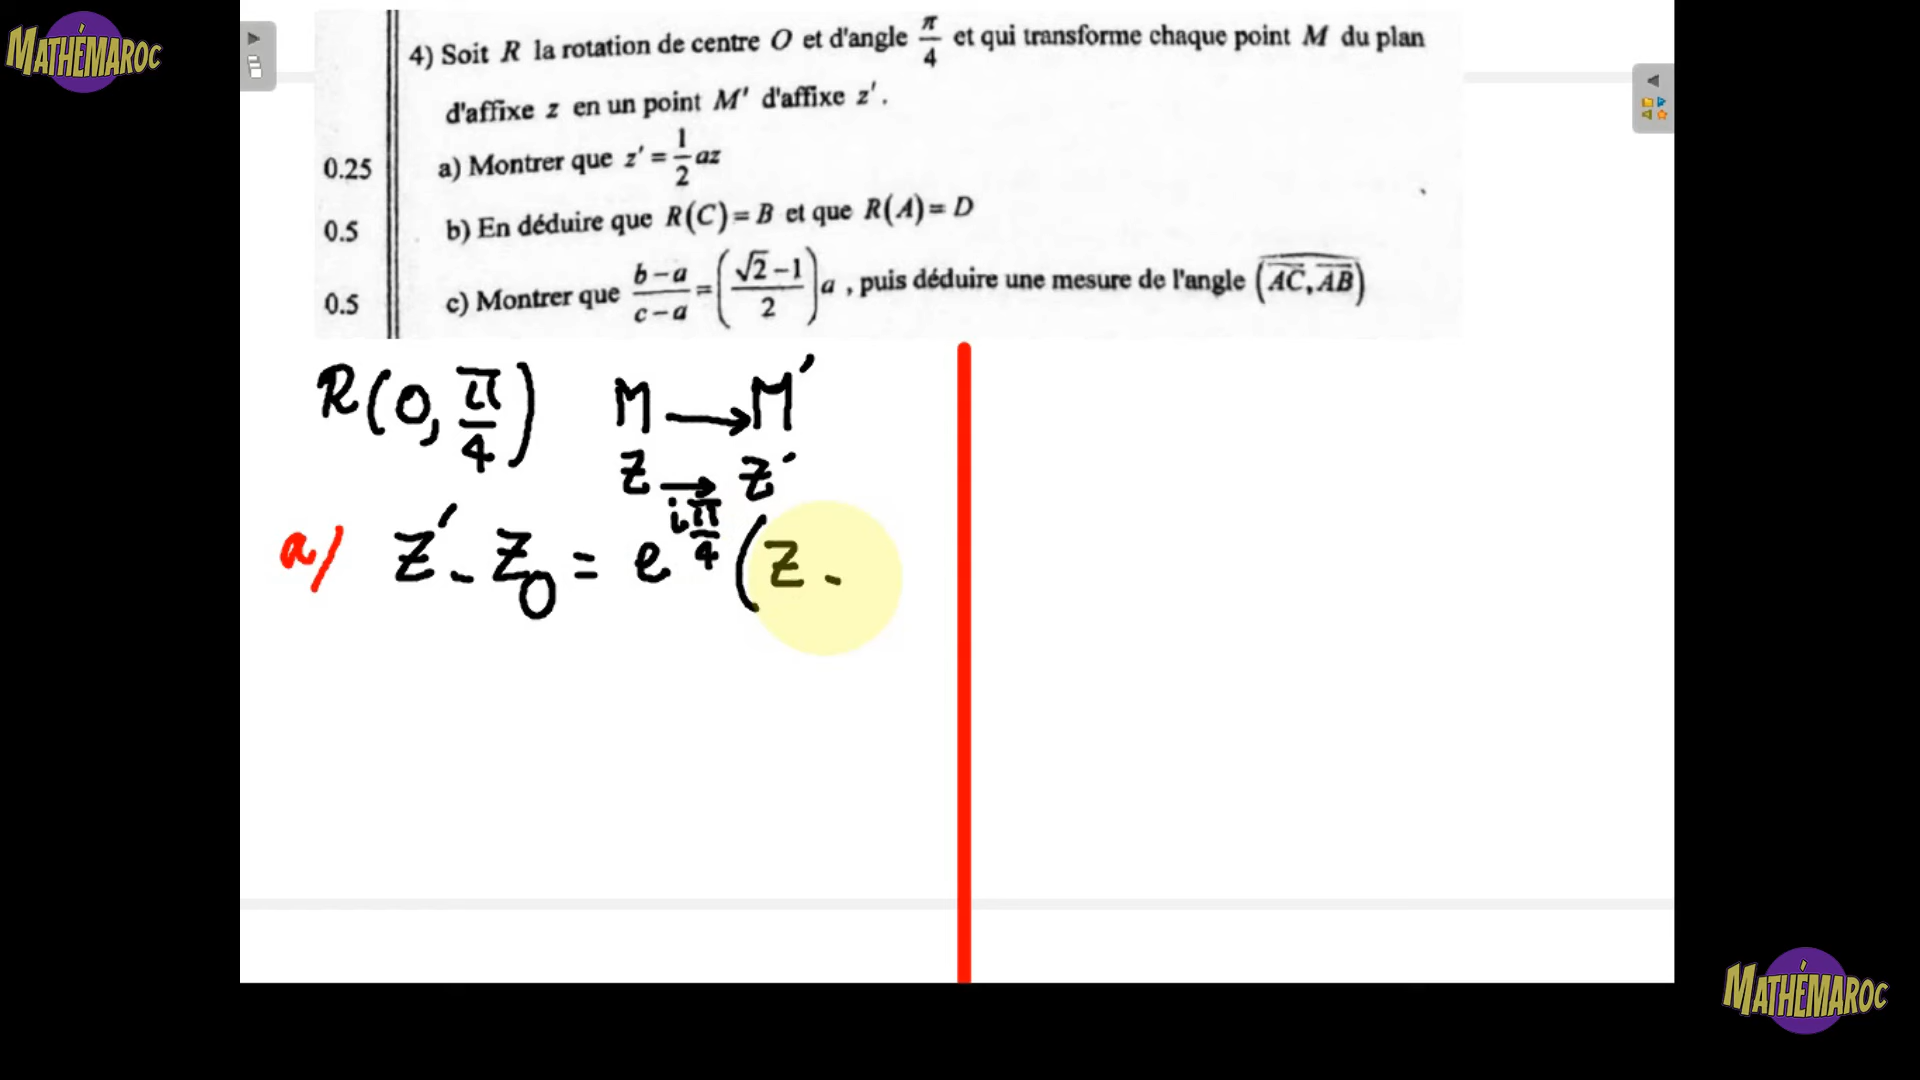 MATHÉMAROC
4) Soit R la rotation de centre O et d'angle π/4 et qui transforme chaque point M du plan
d'affixe z en un point M' d'affixe z'.
0.25 a) Montrer que z' = 1/2 az
0.5 b) En déduire que R(C) = B et que R(A) = D
0.5 c) Montrer que (b-a)/(c-a) = ((√2-1)/2) a , puis déduire une mesure de l'angle (AC, AB)
R(O, π/4) M → M'
z → z'
a/ z' - z_O = e^(iπ/4) (z -
MATHÉMAROC